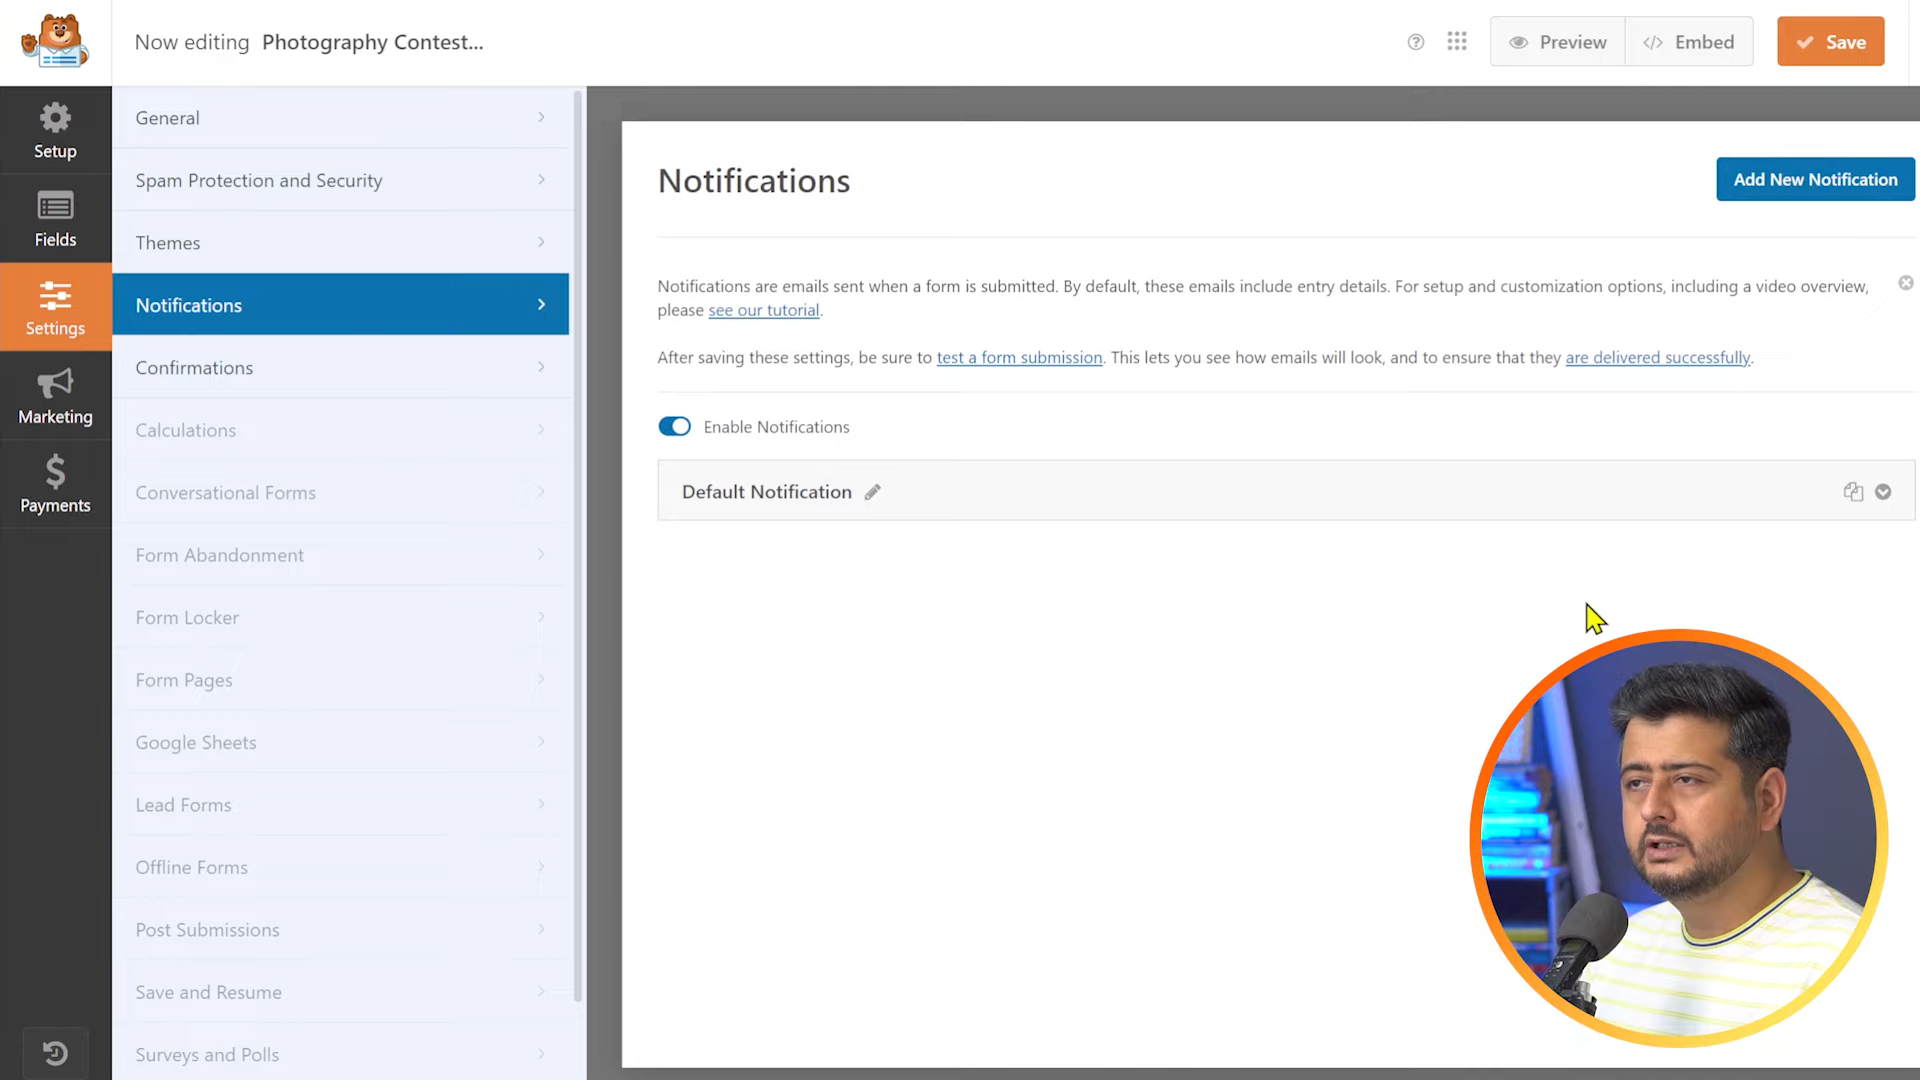 Now editing Photography Contest...
Preview
Embed
Save
Setup
Fields
Settings
Marketing
Payments
General
Spam Protection and Security
Themes
Notifications
Confirmations
Calculations
Conversational Forms
Form Abandonment
Form Locker
Form Pages
Google Sheets
Lead Forms
Offline Forms
Post Submissions
Save and Resume
Surveys and Polls
Notifications
Add New Notification
Notifications are emails sent when a form is submitted. By default, these emails include entry details. For setup and customization options, including a video overview,
please see our tutorial.
After saving these settings, be sure to test a form submission. This lets you see how emails will look, and to ensure that they are delivered successfully.
Enable Notifications
Default Notification